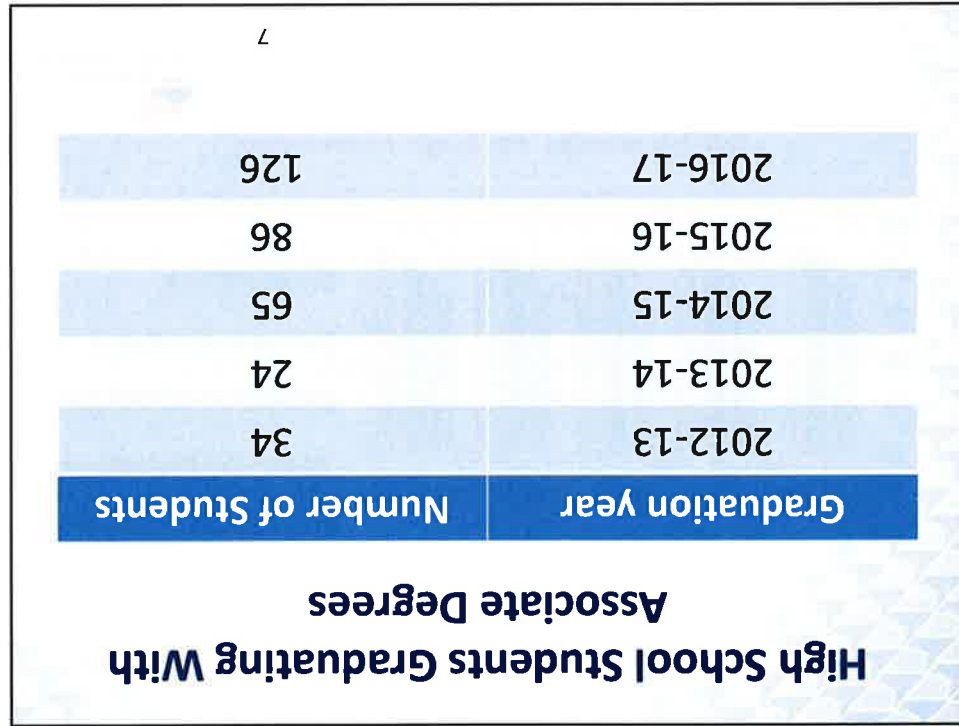 High School Students Graduating With
Associate Degrees
Graduation year Number of Students
2012-13 34
2013-14 24
2014-15 65
2015-16 86
2016-17 126
7